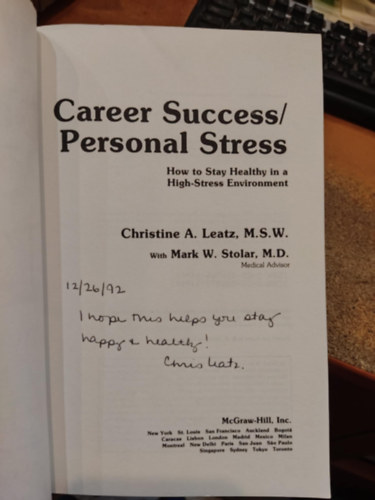 Career Success/
Personal Stress
How to Stay Healthy in a
High-Stress Environment
Christine A. Leatz, M.S.W.
With Mark W. Stolar, M.D.
Medical Advisor
12/26/92
I hope this helps you stay
happy & healthy!
Chris Leatz.
McGraw-Hill, Inc.
New York St. Louis San Francisco Auckland Bogotá
Caracas Lisbon London Madrid Mexico Milan
Montreal New Delhi Paris San Juan São Paulo
Singapore Sydney Tokyo Toronto